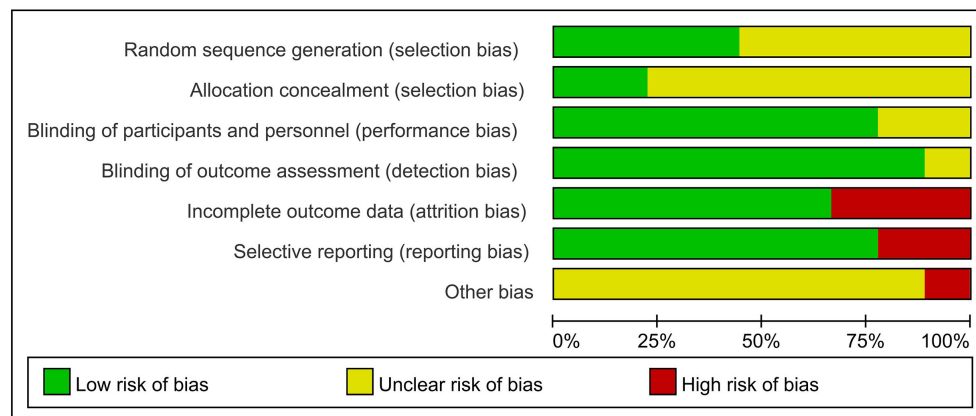 Random sequence generation (selection bias)
Allocation concealment (selection bias)
Blinding of participants and personnel (performance bias)
Blinding of outcome assessment (detection bias)
Incomplete outcome data (attrition bias)
Selective reporting (reporting bias)
Other bias
0% 25% 50% 75% 100%
Low risk of bias Unclear risk of bias High risk of bias